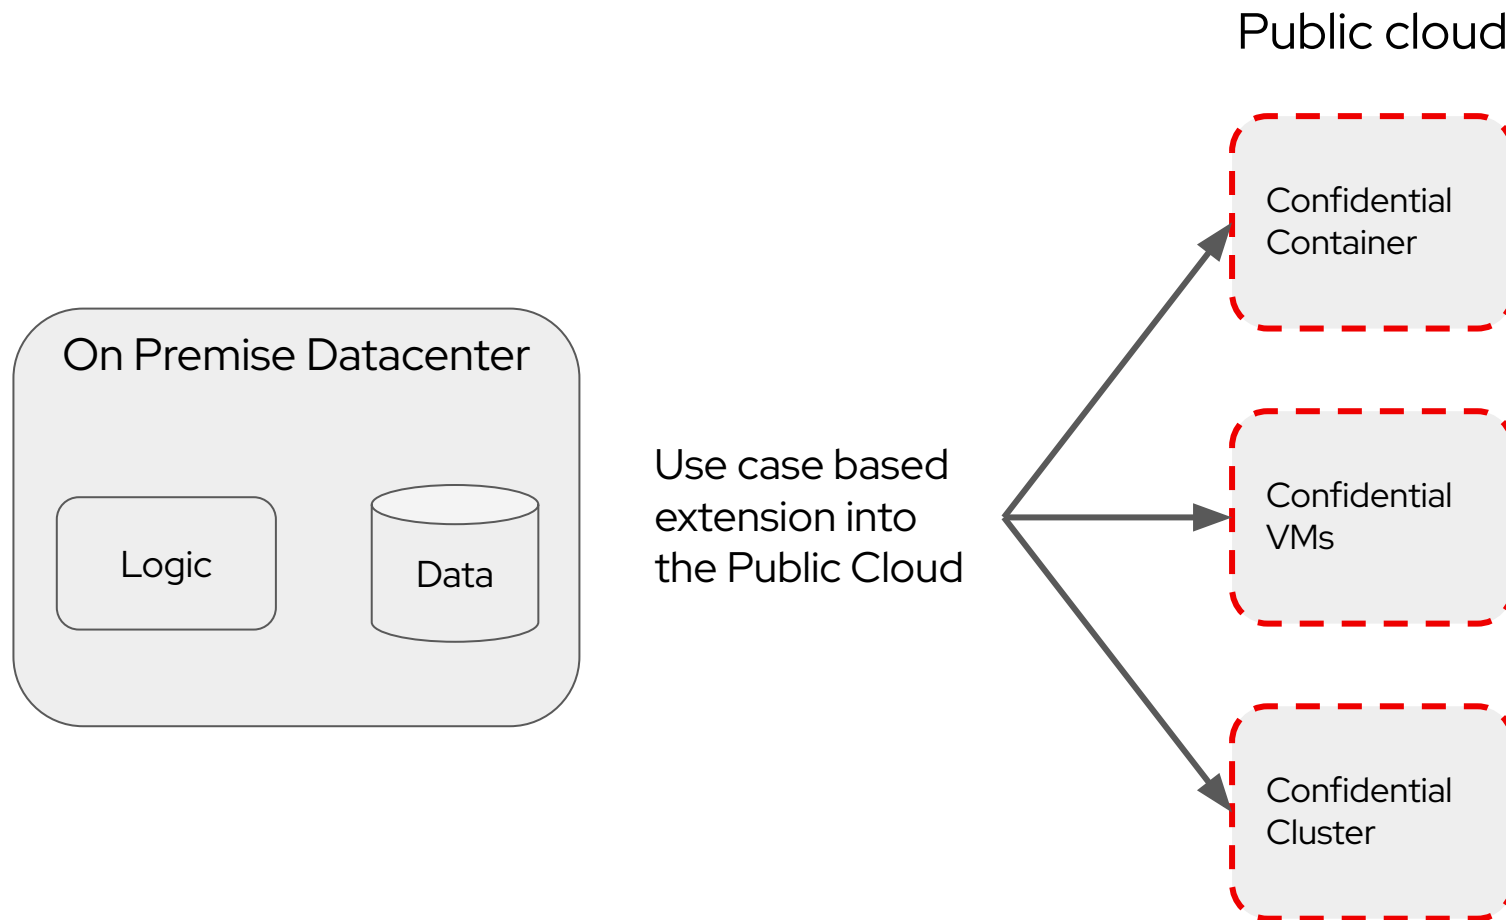 Public cloud
Confidential
Container
On Premise Datacenter
Logic
Data
Use case based
extension into
the Public Cloud
Confidential
VMs
Confidential
Cluster